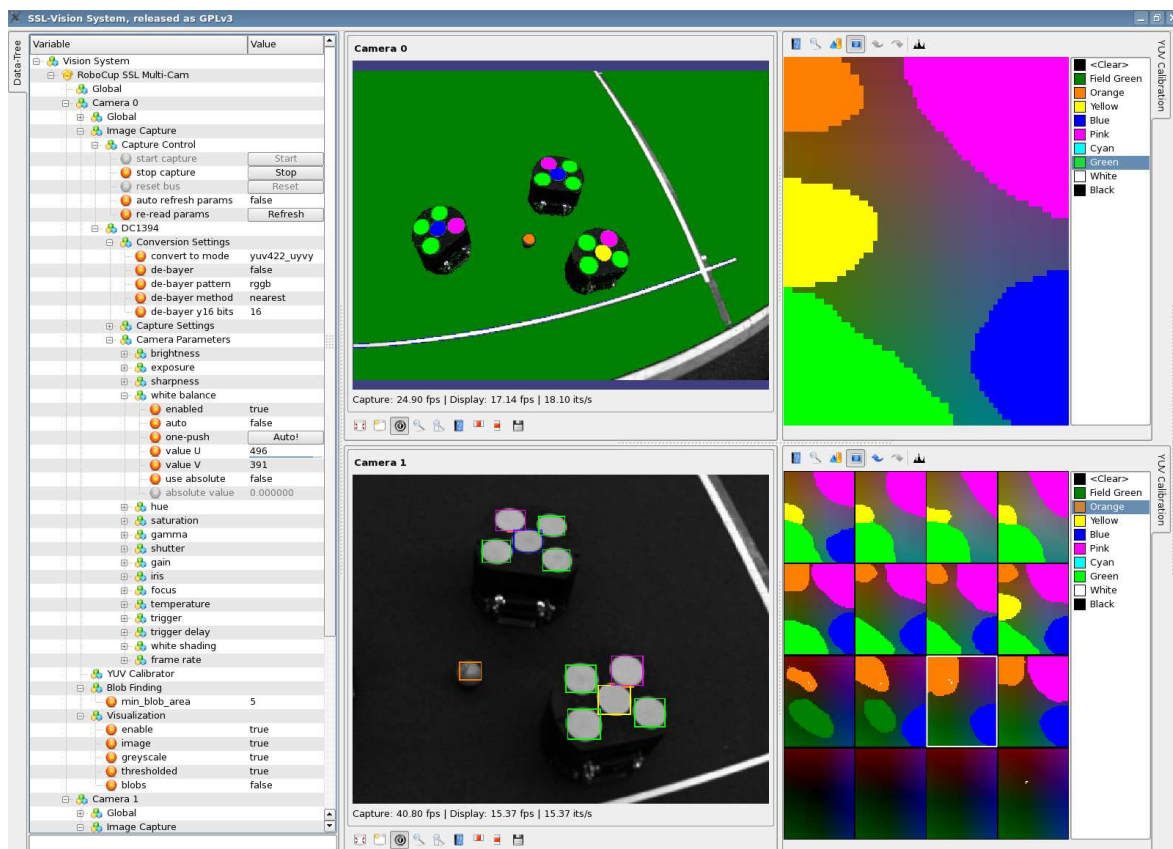 SSL-Vision System, released as GPLv3
Data-Tree
Variable Value
Vision System
RoboCup SSL Multi-Cam
Global
Camera 0
Global
Image Capture
Capture Control
start capture Start
stop capture Stop
reset bus Reset
auto refresh params false
re-read params Refresh
DC1394
Conversion Settings
convert to mode yuv422_uyvy
de-bayer false
de-bayer pattern rggb
de-bayer method nearest
de-bayer y16 bits 16
Capture Settings
Camera Parameters
brightness
exposure
sharpness
white balance
enabled true
auto false
one-push Auto!
value U 496
value V 391
use absolute false
absolute value 0.000000
hue
saturation
gamma
shutter
gain
iris
focus
temperature
trigger
trigger delay
white shading
frame rate
YUV Calibrator
Blob Finding
min_blob_area 5
Visualization
enable true
image true
greyscale true
thresholded true
blobs false
Camera 1
Global
Image Capture
Camera 0
Capture: 24.90 fps | Display: 17.14 fps | 18.10 its/s
Camera 1
Capture: 40.80 fps | Display: 15.37 fps | 15.37 its/s
YUV Calibration
<Clear>
Field Green
Orange
Yellow
Blue
Pink
Cyan
Green
White
Black
YUV Calibration
<Clear>
Field Green
Orange
Yellow
Blue
Pink
Cyan
Green
White
Black